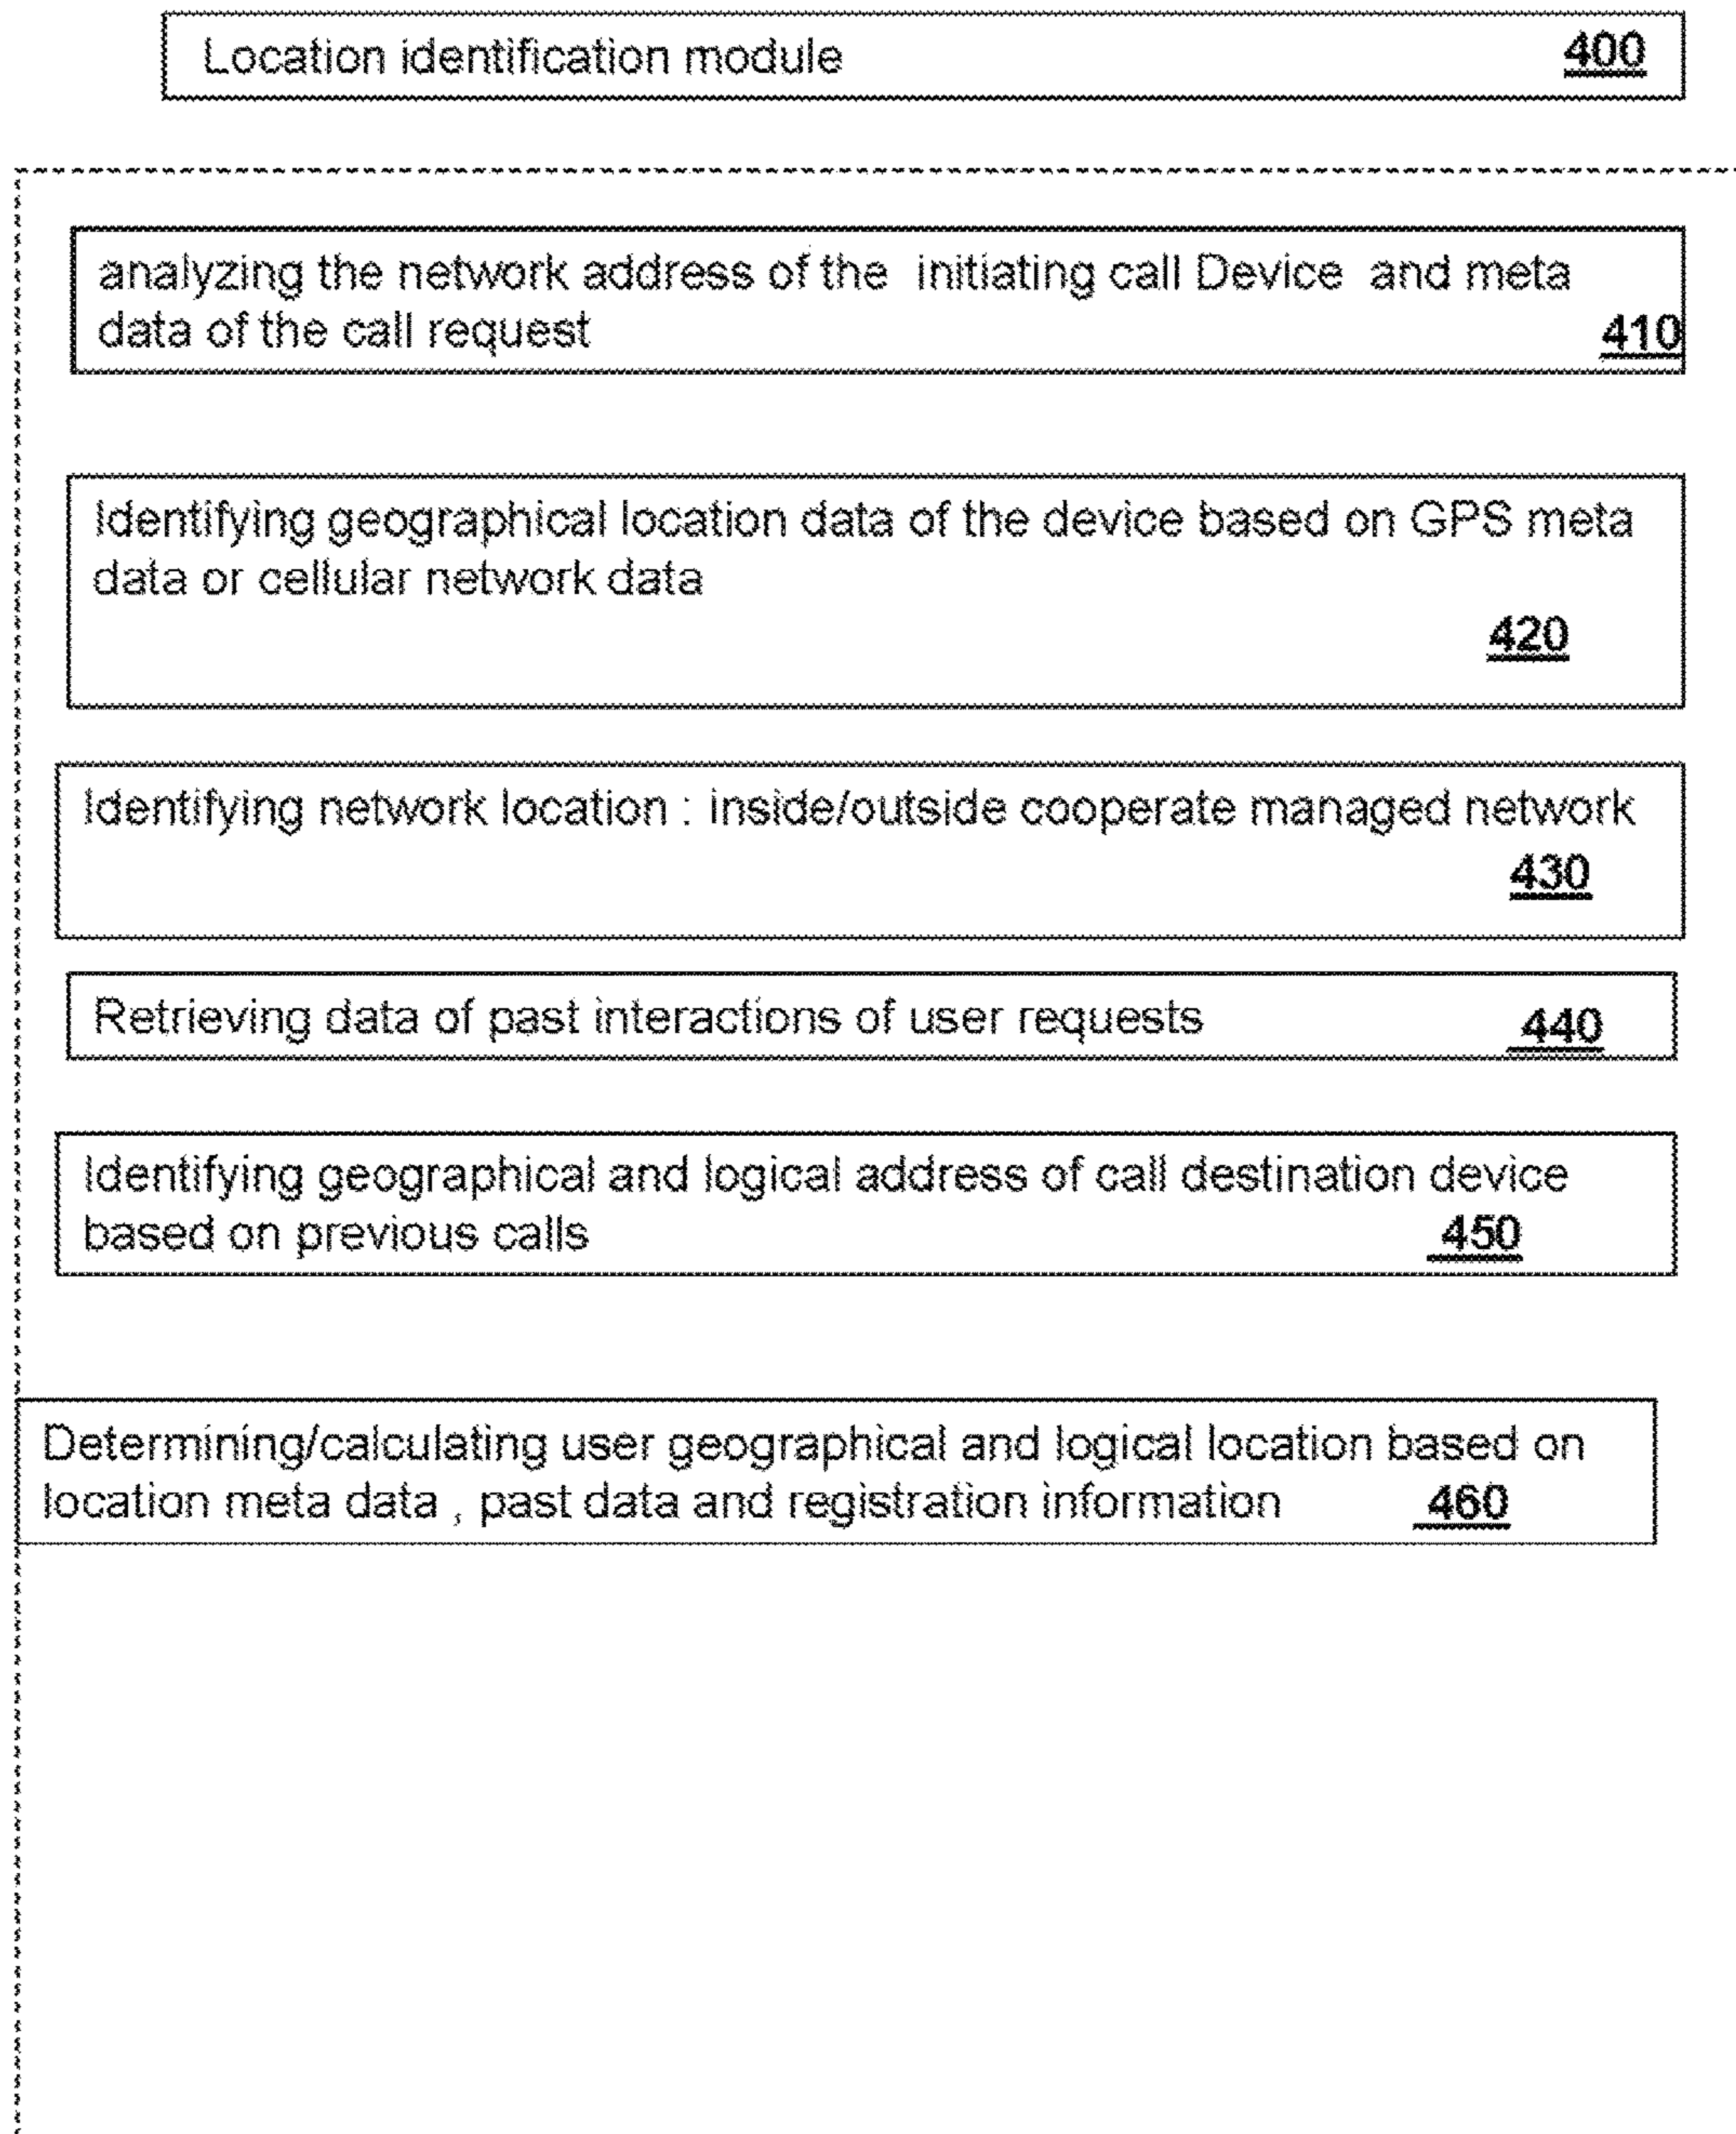 Location identification module 400
analyzing the network address of the initiating call Device and meta
data of the call request 410
Identifying geographical location data of the device based on GPS meta
data or cellular network data
420
Identifying network location : inside/outside cooperate managed network
430
Retrieving data of past interactions of user requests 440
Identifying geographical and logical address of call destination device
based on previous calls 450
Determining/calculating user geographical and logical location based on
location meta data , past data and registration information 460